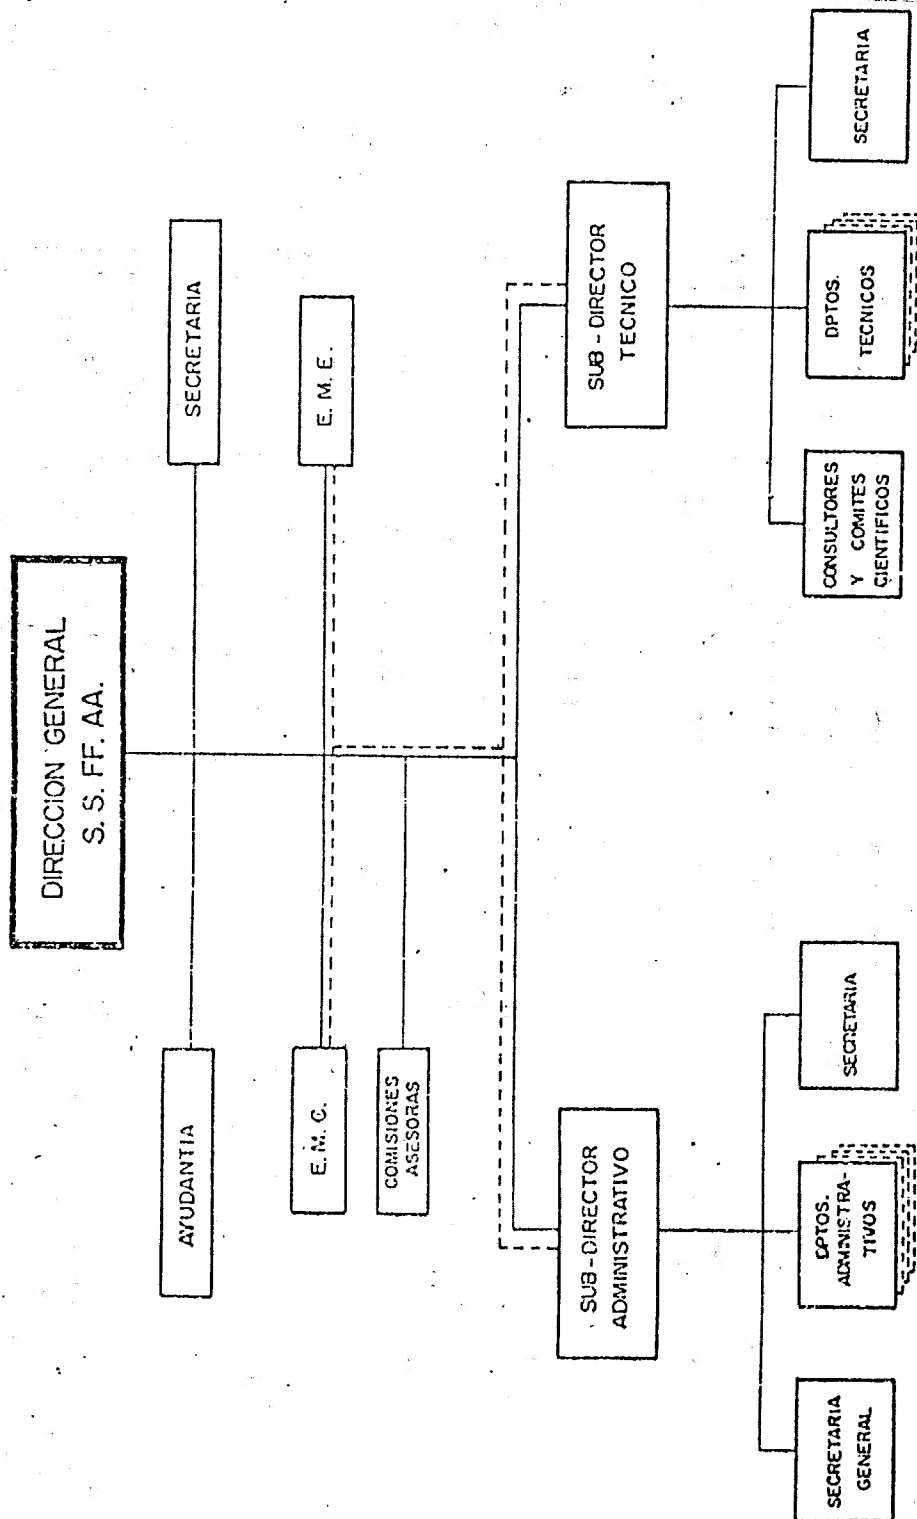 DIRECCION GENERAL
S. S. FF. AA.
AYUDANTIA
SECRETARIA
E. M. C.
E. M. E.
COMISIONES
ASESORAS
SUB - DIRECTOR
ADMINISTRATIVO
SUB - DIRECTOR
TECNICO
SECRETARIA
GENERAL
DPTOS.
ADMINISTRA-
TIVOS
SECRETARIA
CONSULTORES
Y COMITES
CIENTIFICOS
DPTOS.
TECNICOS
SECRETARIA